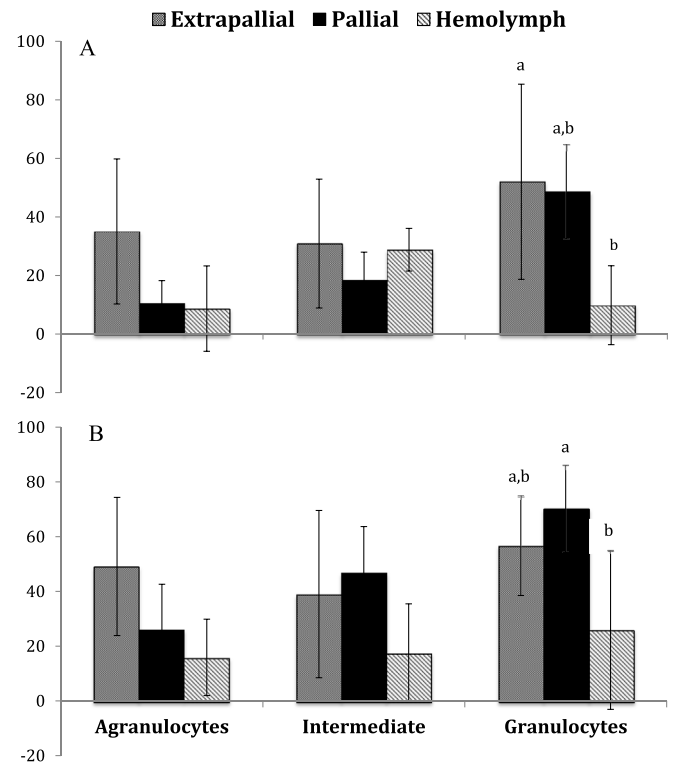 Extrapallial Pallial Hemolymph
A
100
80
60
40
20
0
-20
a
a,b
b
B
100
80
60
40
20
0
-20
a,b
a
b
Agranulocytes Intermediate Granulocytes